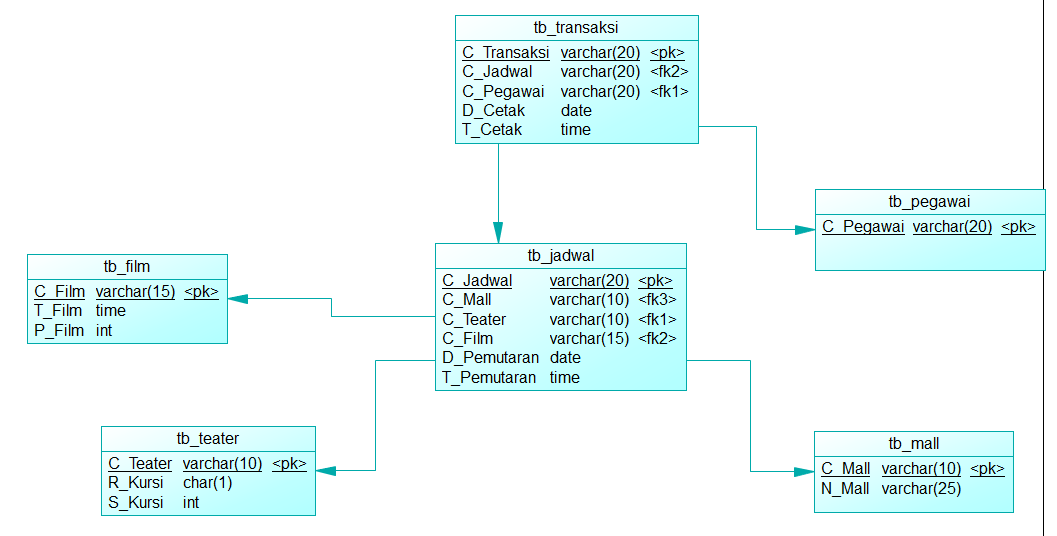 tb_transaksi
C_Transaksi varchar(20) <pk>
C_Jadwal varchar(20) <fk2>
C_Pegawai varchar(20) <fk1>
D_Cetak date
T_Cetak time
tb_pegawai
C_Pegawai varchar(20) <pk>
tb_jadwal
C_Jadwal varchar(20) <pk>
C_Mall varchar(10) <fk3>
C_Teater varchar(10) <fk1>
C_Film varchar(15) <fk2>
D_Pemutaran date
T_Pemutaran time
tb_film
C_Film varchar(15) <pk>
T_Film time
P_Film int
tb_teater
C_Teater varchar(10) <pk>
R_Kursi char(1)
S_Kursi int
tb_mall
C_Mall varchar(10) <pk>
N_Mall varchar(25)